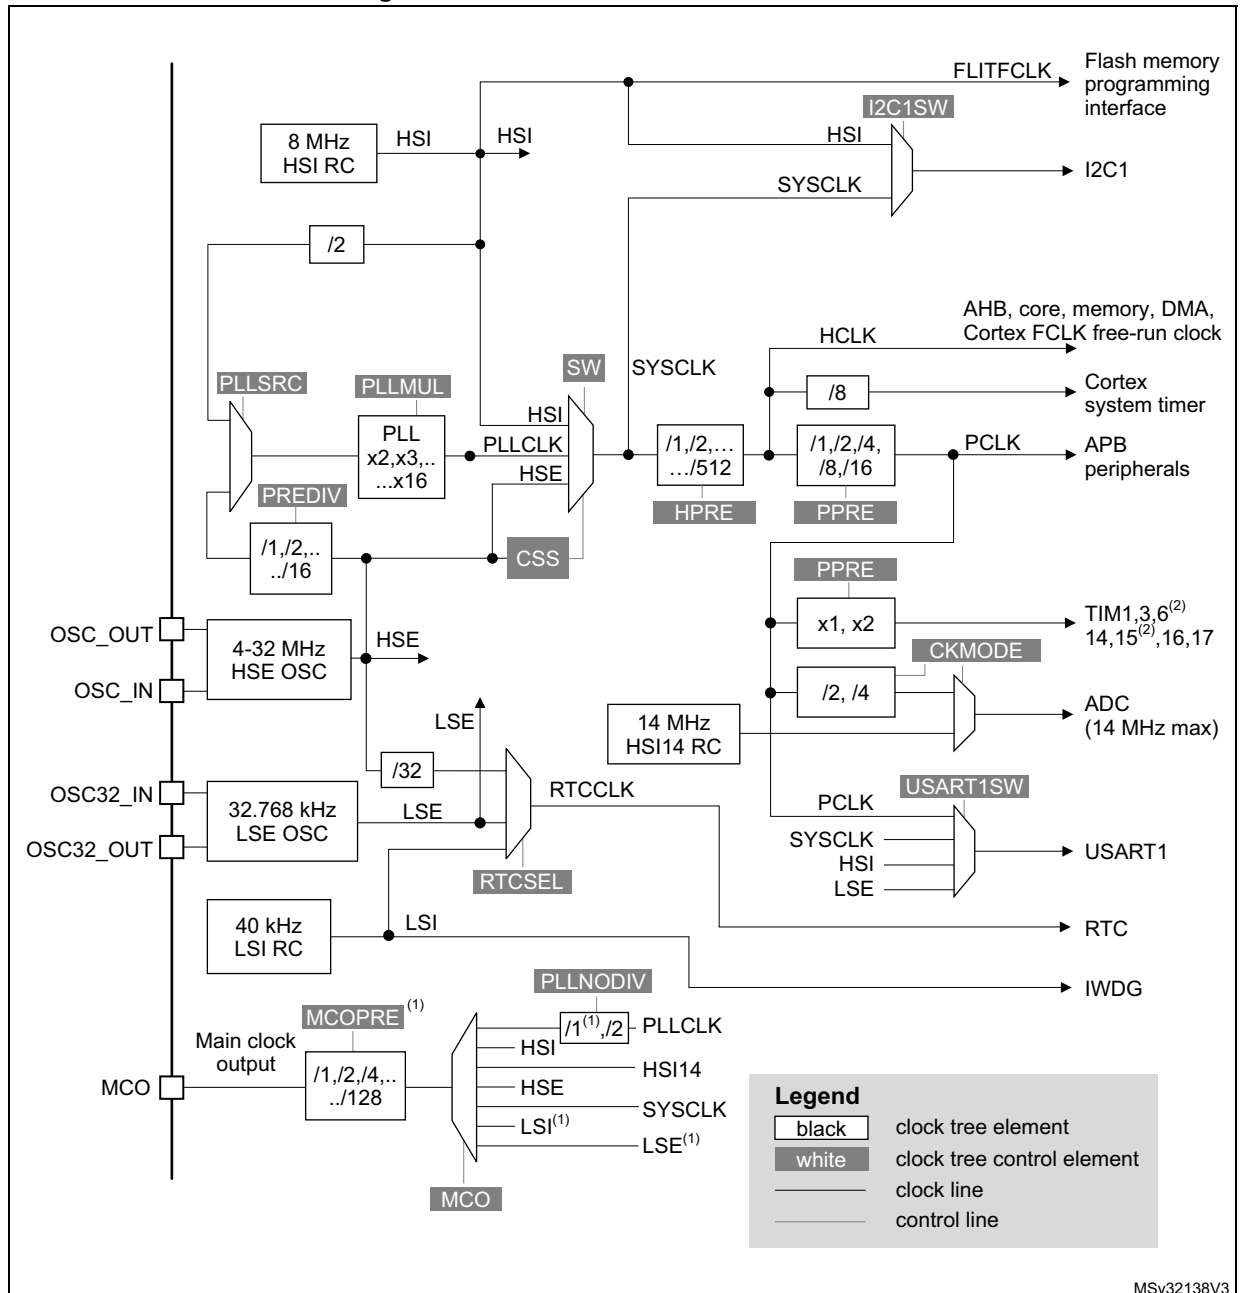 FLITFCLK
Flash memory
programming
interface
I2C1SW
8 MHz
HSI RC
HSI
HSI
HSI
SYSCLK
I2C1
/2
AHB, core, memory, DMA,
Cortex FCLK free-run clock
HCLK
SW
SYSCLK
PLLSRC
PLLMUL
/8
Cortex
system timer
HSI
PLL
x2,x3,..
...x16
PLLCLK
HSE
/1,/2,...
.../512
/1,/2,4,
/8,/16
PCLK
APB
peripherals
PREDIV
HPRE
PPRE
/1,/2,..
../16
CSS
PPRE
OSC_OUT
OSC_IN
4-32 MHz
HSE OSC
HSE
x1, x2
TIM1,3,6(2)
14,15(2),16,17
CKMODE
/2, /4
LSE
14 MHz
HSI14 RC
ADC
(14 MHz max)
/32
RTCCLK
OSC32_IN
OSC32_OUT
32.768 kHz
LSE OSC
LSE
PCLK
USART1SW
SYSCLK
HSI
LSE
USART1
RTCSEL
40 kHz
LSI RC
LSI
RTC
IWDG
PLLNODIV
MCOPRE(1)
/1(1),/2
PLLCLK
Main clock
output
HSI
HSI14
MCO
/1,/2,/4,..
../128
HSE
SYSCLK
LSI(1)
LSE(1)
MCO
Legend
black clock tree element
white clock tree control element
clock line
control line
MSv32138V3